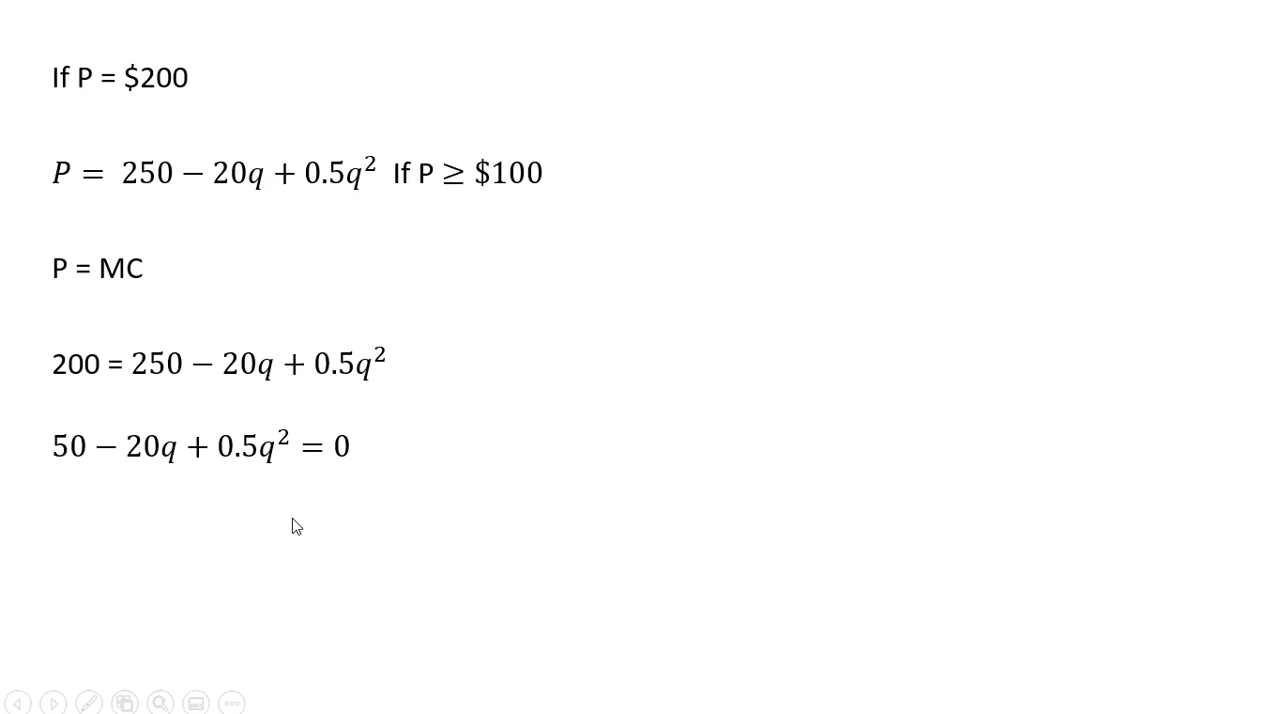 If P = $200
P = 250 − 20q + 0.5q² If P ≥ $100
P = MC
200 = 250 − 20q + 0.5q²
50 − 20q + 0.5q² = 0